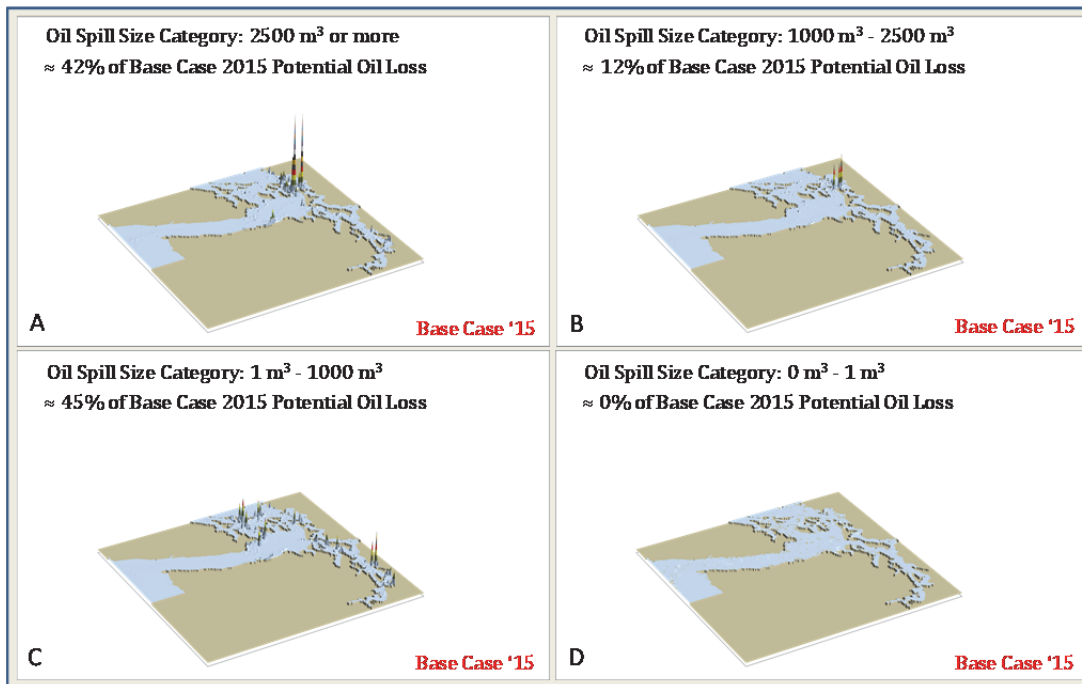 Oil Spill Size Category: 2500 m³ or more
≈ 42% of Base Case 2015 Potential Oil Loss
A
Base Case ‘15
Oil Spill Size Category: 1000 m³ - 2500 m³
≈ 12% of Base Case 2015 Potential Oil Loss
B
Base Case ‘15
Oil Spill Size Category: 1 m³ - 1000 m³
≈ 45% of Base Case 2015 Potential Oil Loss
C
Base Case ‘15
Oil Spill Size Category: 0 m³ - 1 m³
≈ 0% of Base Case 2015 Potential Oil Loss
D
Base Case ‘15